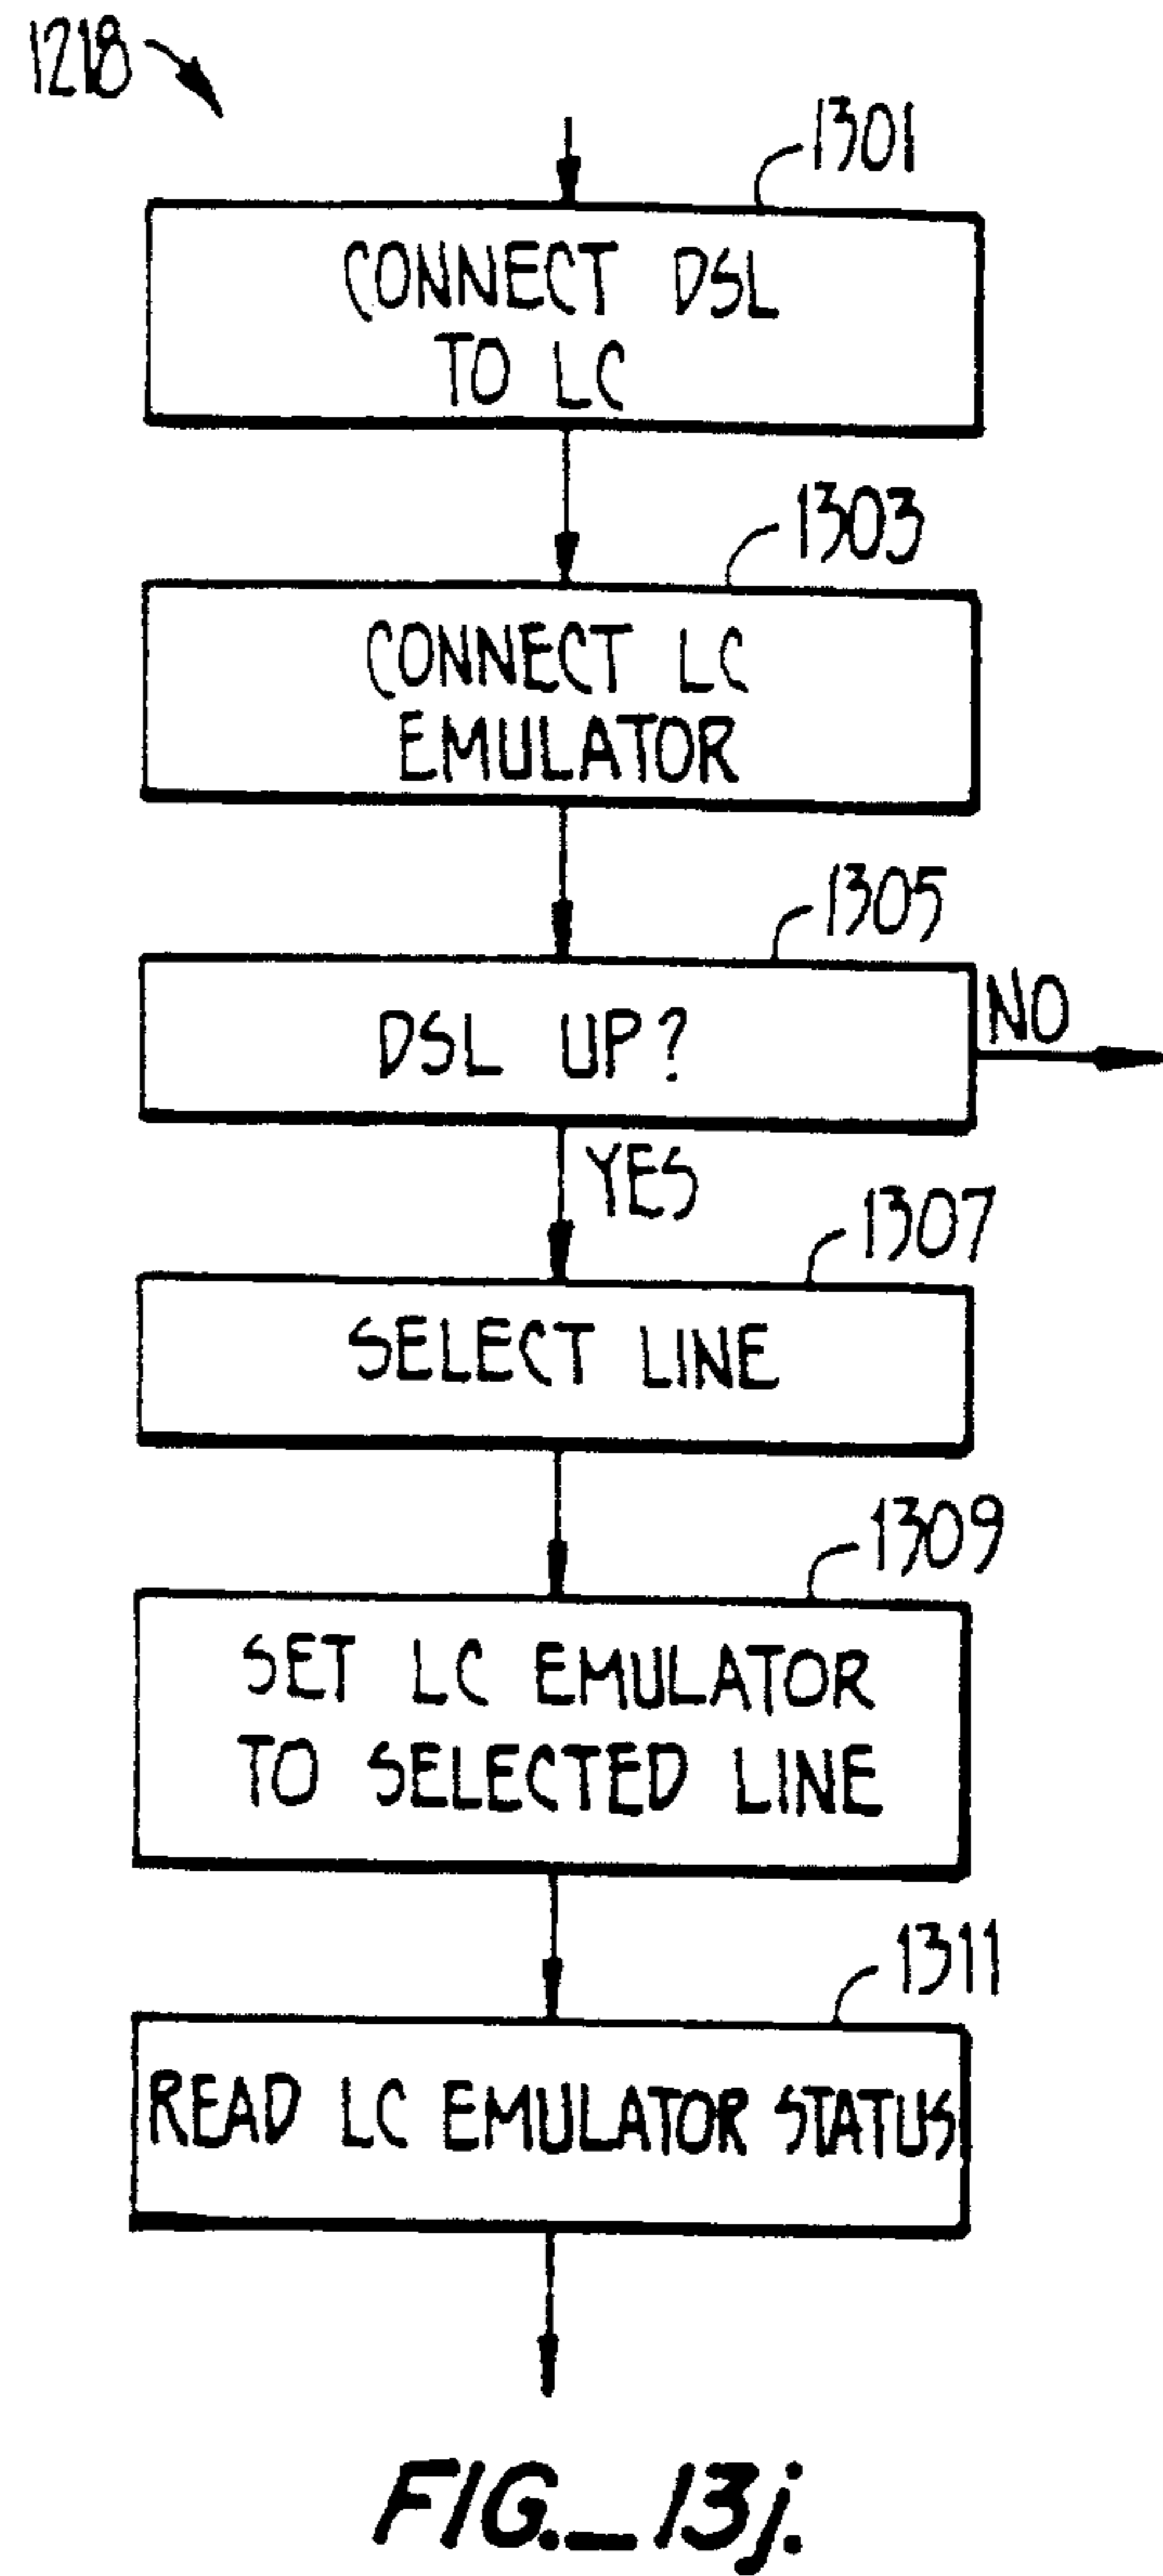 1218
1301
CONNECT DSL
TO LC
1303
CONNECT LC
EMULATOR
1305
DSL UP?
NO
YES
1307
SELECT LINE
1309
SET LC EMULATOR
TO SELECTED LINE
1311
READ LC EMULATOR STATUS
FIG._13j.